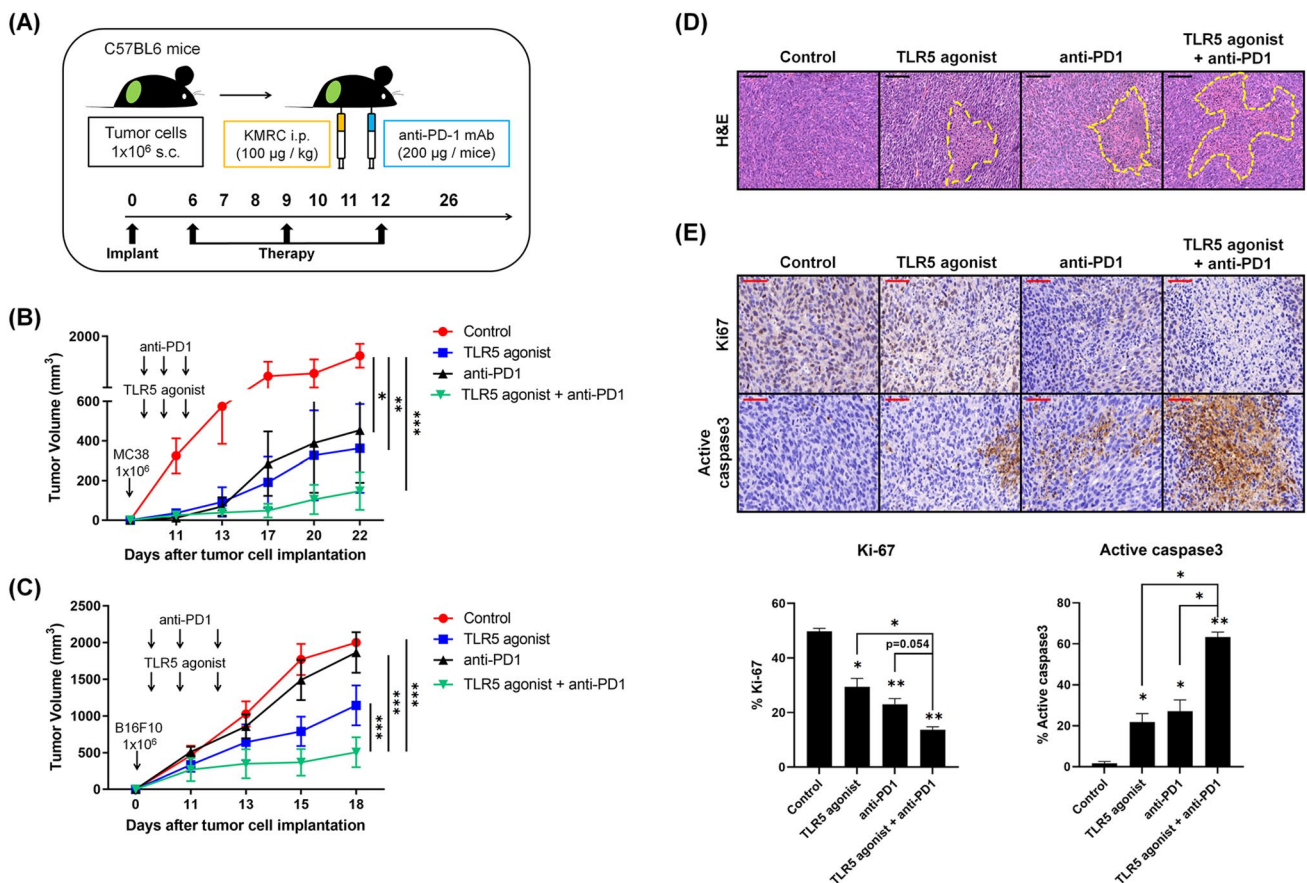 (A)
C57BL6 mice
Tumor cells
1x10⁶ s.c.
KMRC i.p.
(100 µg / kg)
anti-PD-1 mAb
(200 µg / mice)
0 6 7 8 9 10 11 12 26
Implant Therapy
(B)
2000
1000
600
400
200
0
Tumor Volume (mm³)
anti-PD1
TLR5 agonist
MC38
1x10⁶
11 13 17 20 22
Days after tumor cell implantation
Control
TLR5 agonist
anti-PD1
TLR5 agonist + anti-PD1
*
**
***
(C)
2500
2000
1500
1000
500
0
Tumor Volume (mm³)
anti-PD1
TLR5 agonist
B16F10
1x10⁶
0 11 13 15 18
Days after tumor cell implantation
Control
TLR5 agonist
anti-PD1
TLR5 agonist + anti-PD1
***
***
***
(D)
Control TLR5 agonist anti-PD1 TLR5 agonist
+ anti-PD1
H&E
(E)
Control TLR5 agonist anti-PD1 TLR5 agonist
+ anti-PD1
Ki67
Active
caspase3
Ki-67
60
40
20
0
% Ki-67
*
p=0.054
*
**
**
Control
TLR5 agonist
anti-PD1
TLR5 agonist + anti-PD1
Active caspase3
80
60
40
20
0
% Active caspase3
*
*
**
*
*
Control
TLR5 agonist
anti-PD1
TLR5 agonist + anti-PD1